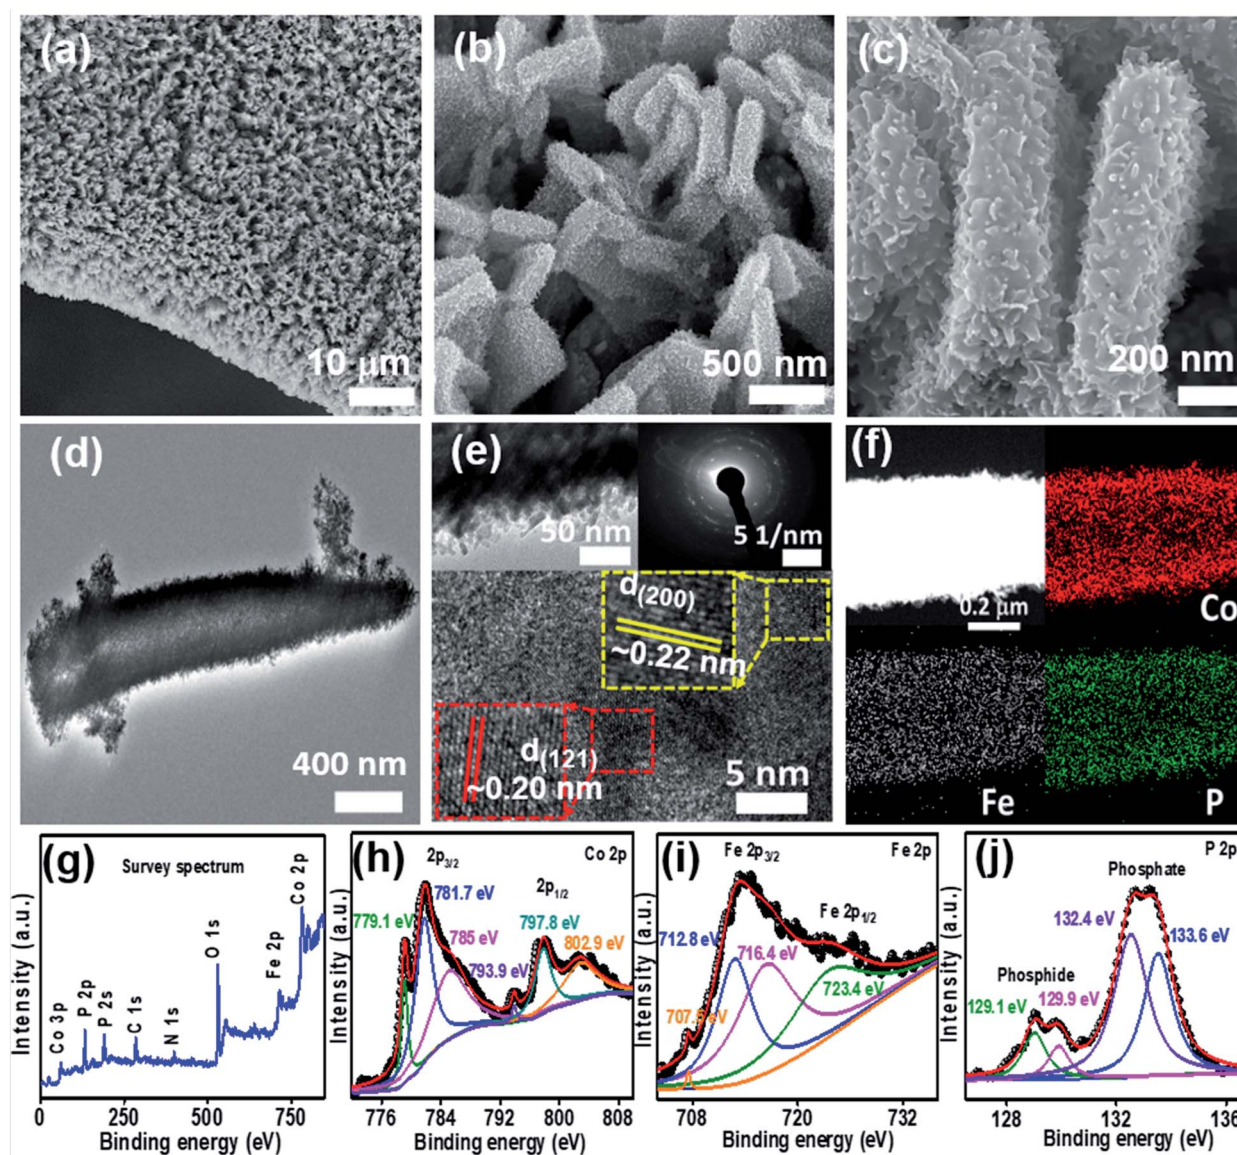 (a)
10 μm
(b)
500 nm
(c)
200 nm
(d)
400 nm
(e)
50 nm
5 1/nm
d(200)
~0.22 nm
d(121)
~0.20 nm
5 nm
(f)
0.2 μm
Co
Fe
P
(g)
Survey spectrum
Co 3p
P 2p
P 2s
C 1s
N 1s
O 1s
Fe 2p
Co 2p
Intensity (a.u.)
0 250 500 750
Binding energy (eV)
(h)
2p3/2
Co 2p
781.7 eV
2p1/2
779.1 eV
797.8 eV
785 eV
802.9 eV
793.9 eV
Intensity (a.u.)
776 784 792 800 808
Binding energy (eV)
(i)
Fe 2p3/2
Fe 2p
Fe 2p1/2
712.8 eV
716.4 eV
723.4 eV
Intensity (a.u.)
708 720 732
Binding energy (eV)
(j)
P 2p
Phosphate
132.4 eV
133.6 eV
Phosphide
129.1 eV
129.9 eV
Intensity (a.u.)
128 132 136
Binding energy (eV)